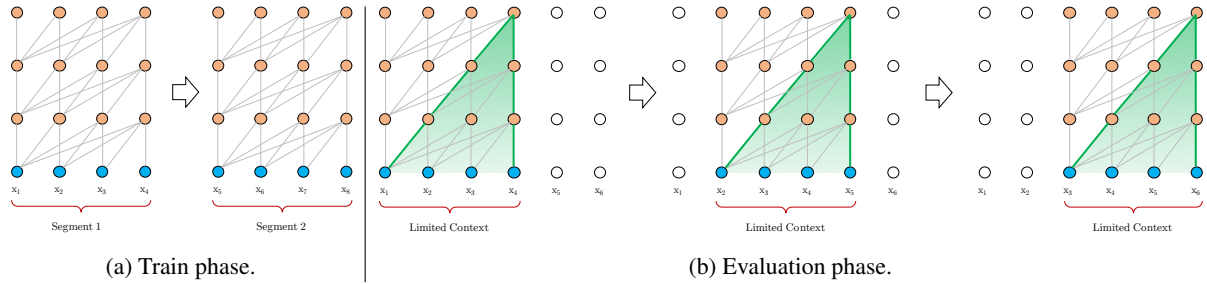 x1 x2 x3 x4 x5 x6 x7 x8 x1 x2 x3 x4 x5 x6 x1 x2 x3 x4 x5 x6 x1 x2 x3 x4 x5 x6
Segment 1 Segment 2 Limited Context Limited Context Limited Context
(a) Train phase. (b) Evaluation phase.